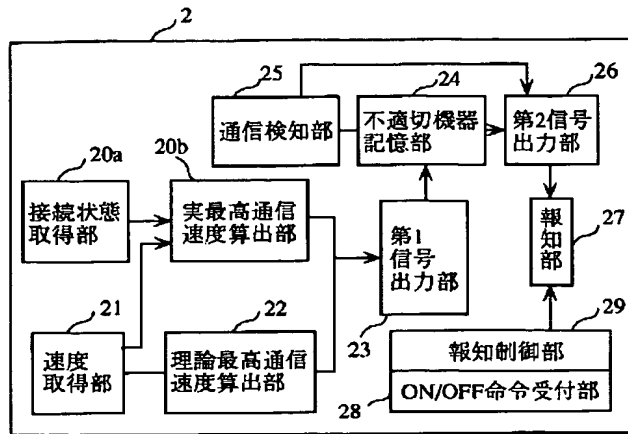 2
25
通信検知部
24
不適切機器
記憶部
26
第2信号
出力部
20a
接続状態
取得部
20b
実最高通信
速度算出部
第1
信号
出力部
23
報
知
部
27
21
速度
取得部
22
理論最高通信
速度算出部
29
報知制御部
ON/OFF命令受付部
28